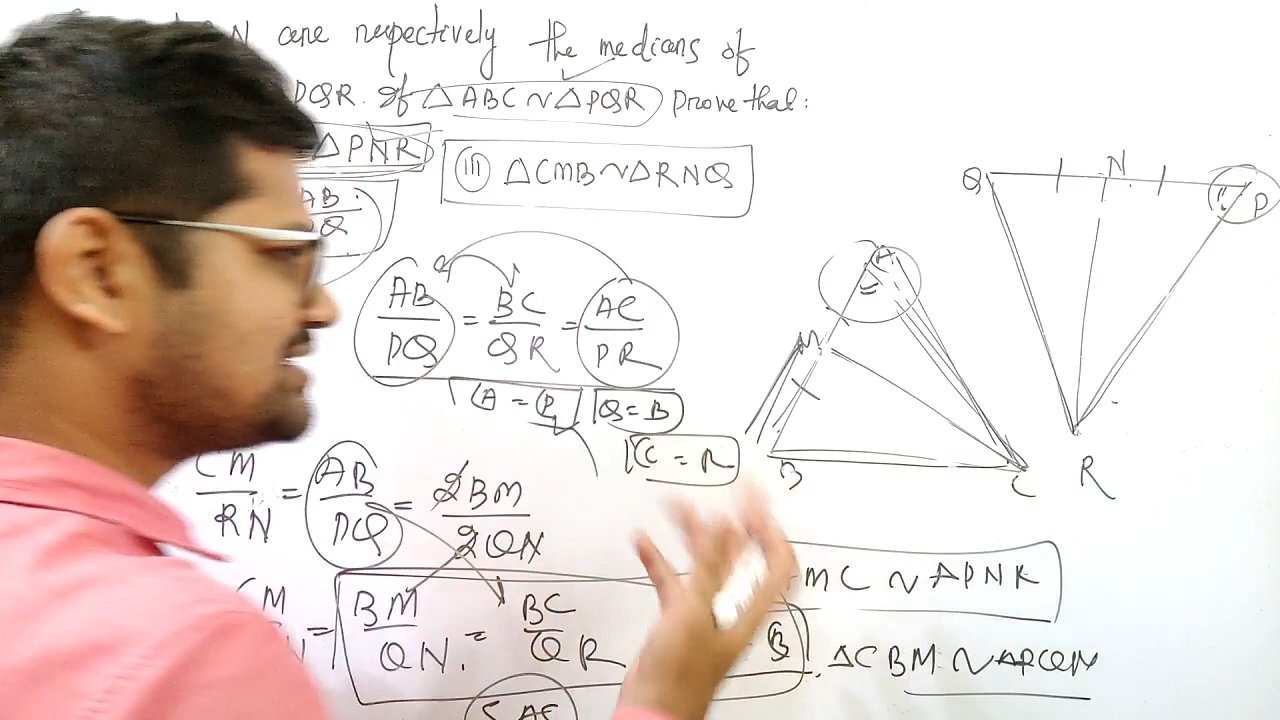 N are respectively the medians of
PQR. If △ABC ~ △PQR Prove that:
△PNR
(iii) △CMB ~ △RNQ
AB
Q
AB/PQ = BC/QR = AC/PR
A = P
Q = B
C = R
CM/RN = AB/PQ = 2BM/2QN
CM
N = BM/QN = BC/QR
B
SAS
MC ~ △PNR
△CBM ~ △RQN
Q N P
R
A
M
B C